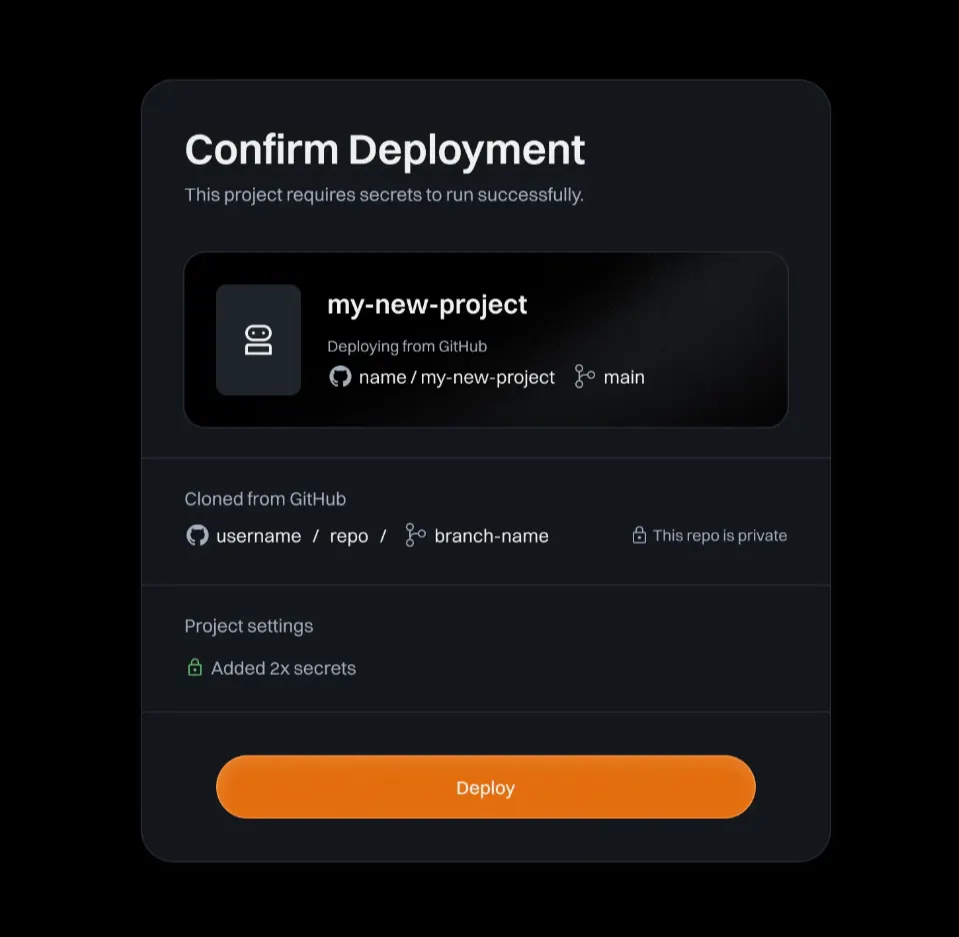 Confirm Deployment
This project requires secrets to run successfully.
my-new-project
Deploying from GitHub
name / my-new-project main
Cloned from GitHub
username / repo / branch-name This repo is private
Project settings
Added 2x secrets
Deploy